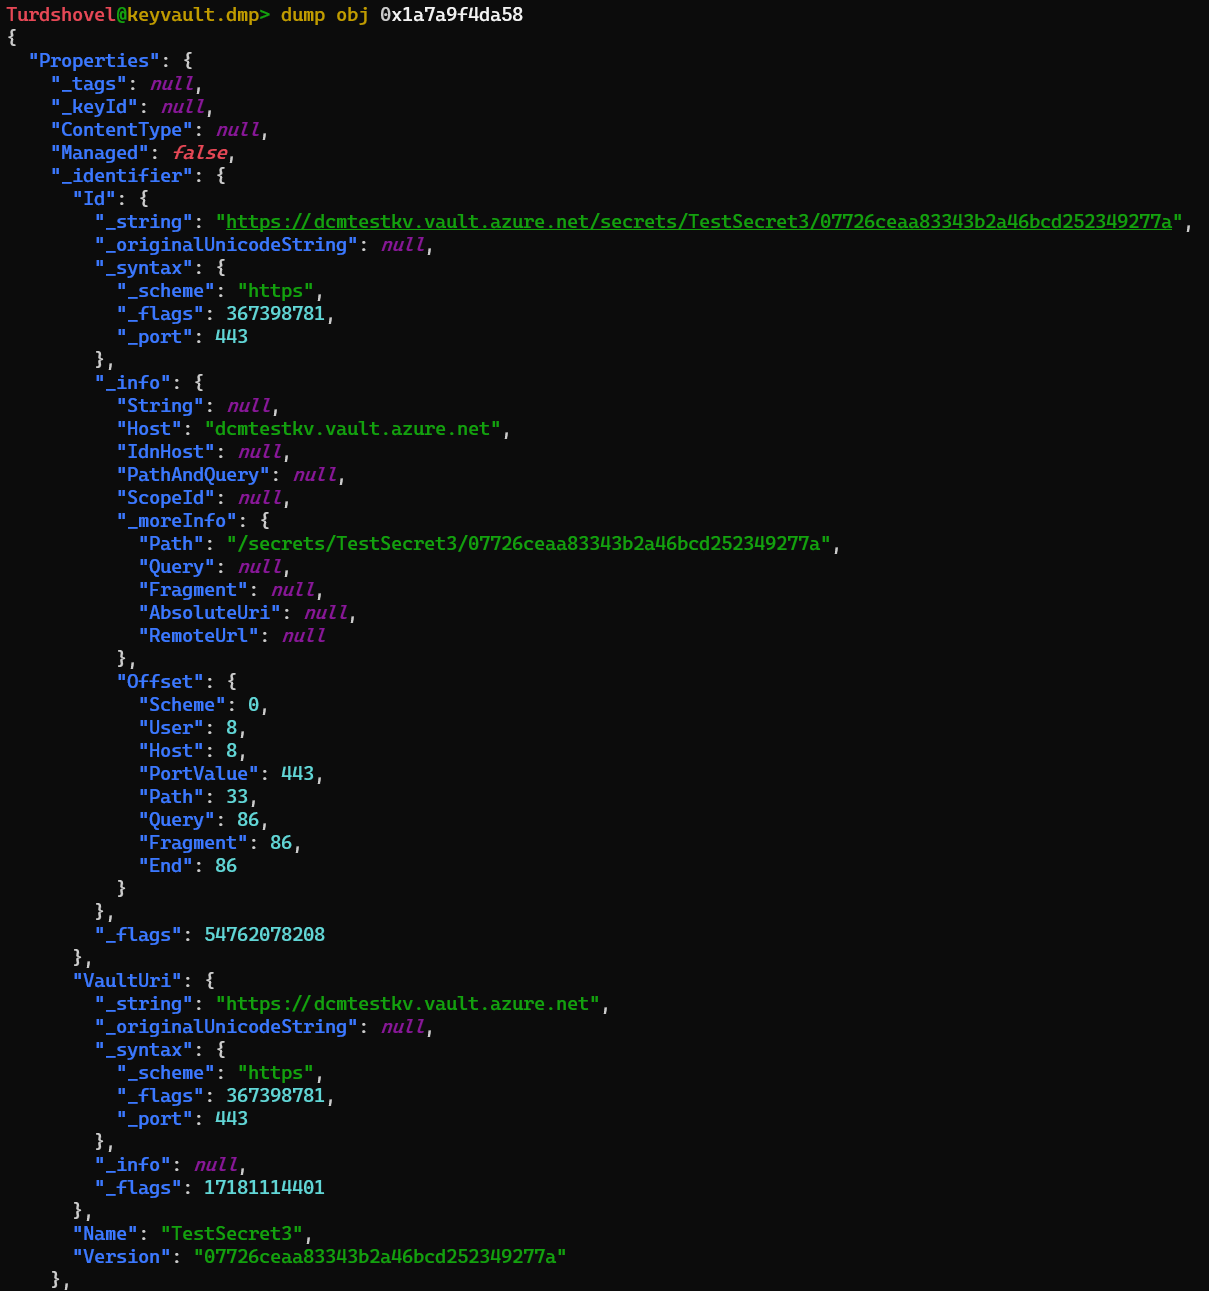 Turdshovel@keyvault.dmp> dump obj 0x1a7a9f4da58
{
  "Properties": {
    "_tags": null,
    "_keyId": null,
    "ContentType": null,
    "Managed": false,
    "_identifier": {
      "Id": {
        "_string": "https://dcmtestkv.vault.azure.net/secrets/TestSecret3/07726ceaa83343b2a46bcd252349277a",
        "_originalUnicodeString": null,
        "_syntax": {
          "_scheme": "https",
          "_flags": 367398781,
          "_port": 443
        },
        "_info": {
          "String": null,
          "Host": "dcmtestkv.vault.azure.net",
          "IdnHost": null,
          "PathAndQuery": null,
          "ScopeId": null,
          "_moreInfo": {
            "Path": "/secrets/TestSecret3/07726ceaa83343b2a46bcd252349277a",
            "Query": null,
            "Fragment": null,
            "AbsoluteUri": null,
            "RemoteUrl": null
          },
          "Offset": {
            "Scheme": 0,
            "User": 8,
            "Host": 8,
            "PortValue": 443,
            "Path": 33,
            "Query": 86,
            "Fragment": 86,
            "End": 86
          }
        },
        "_flags": 54762078208
      },
      "VaultUri": {
        "_string": "https://dcmtestkv.vault.azure.net",
        "_originalUnicodeString": null,
        "_syntax": {
          "_scheme": "https",
          "_flags": 367398781,
          "_port": 443
        },
        "_info": null,
        "_flags": 17181114401
      },
      "Name": "TestSecret3",
      "Version": "07726ceaa83343b2a46bcd252349277a"
    },